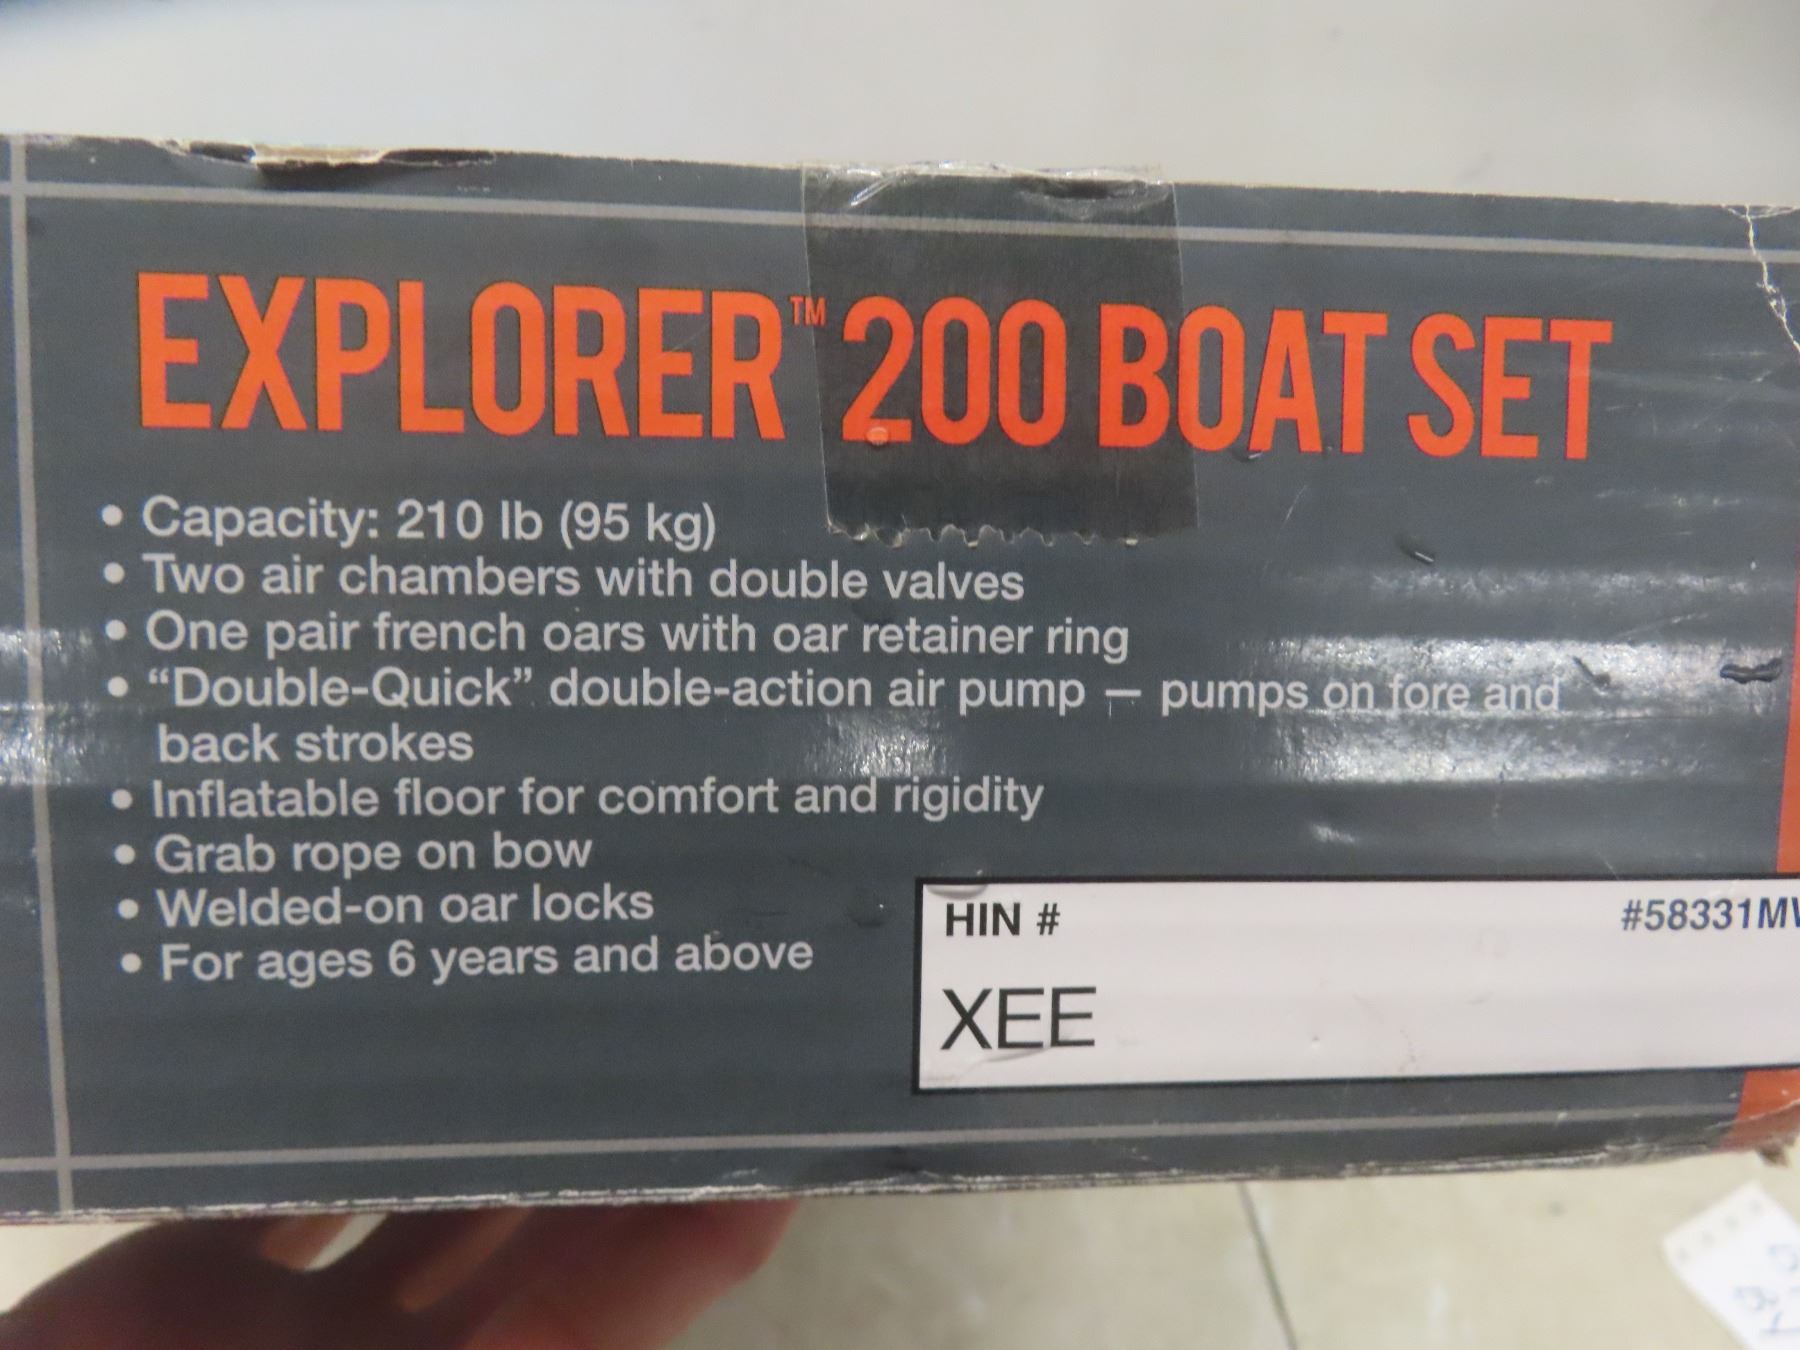 EXPLORER™ 200 BOAT SET
• Capacity: 210 lb (95 kg)
• Two air chambers with double valves
• One pair french oars with oar retainer ring
• “Double-Quick” double-action air pump — pumps on fore and
back strokes
• Inflatable floor for comfort and rigidity
• Grab rope on bow
• Welded-on oar locks
• For ages 6 years and above
HIN # #58331M
XEE